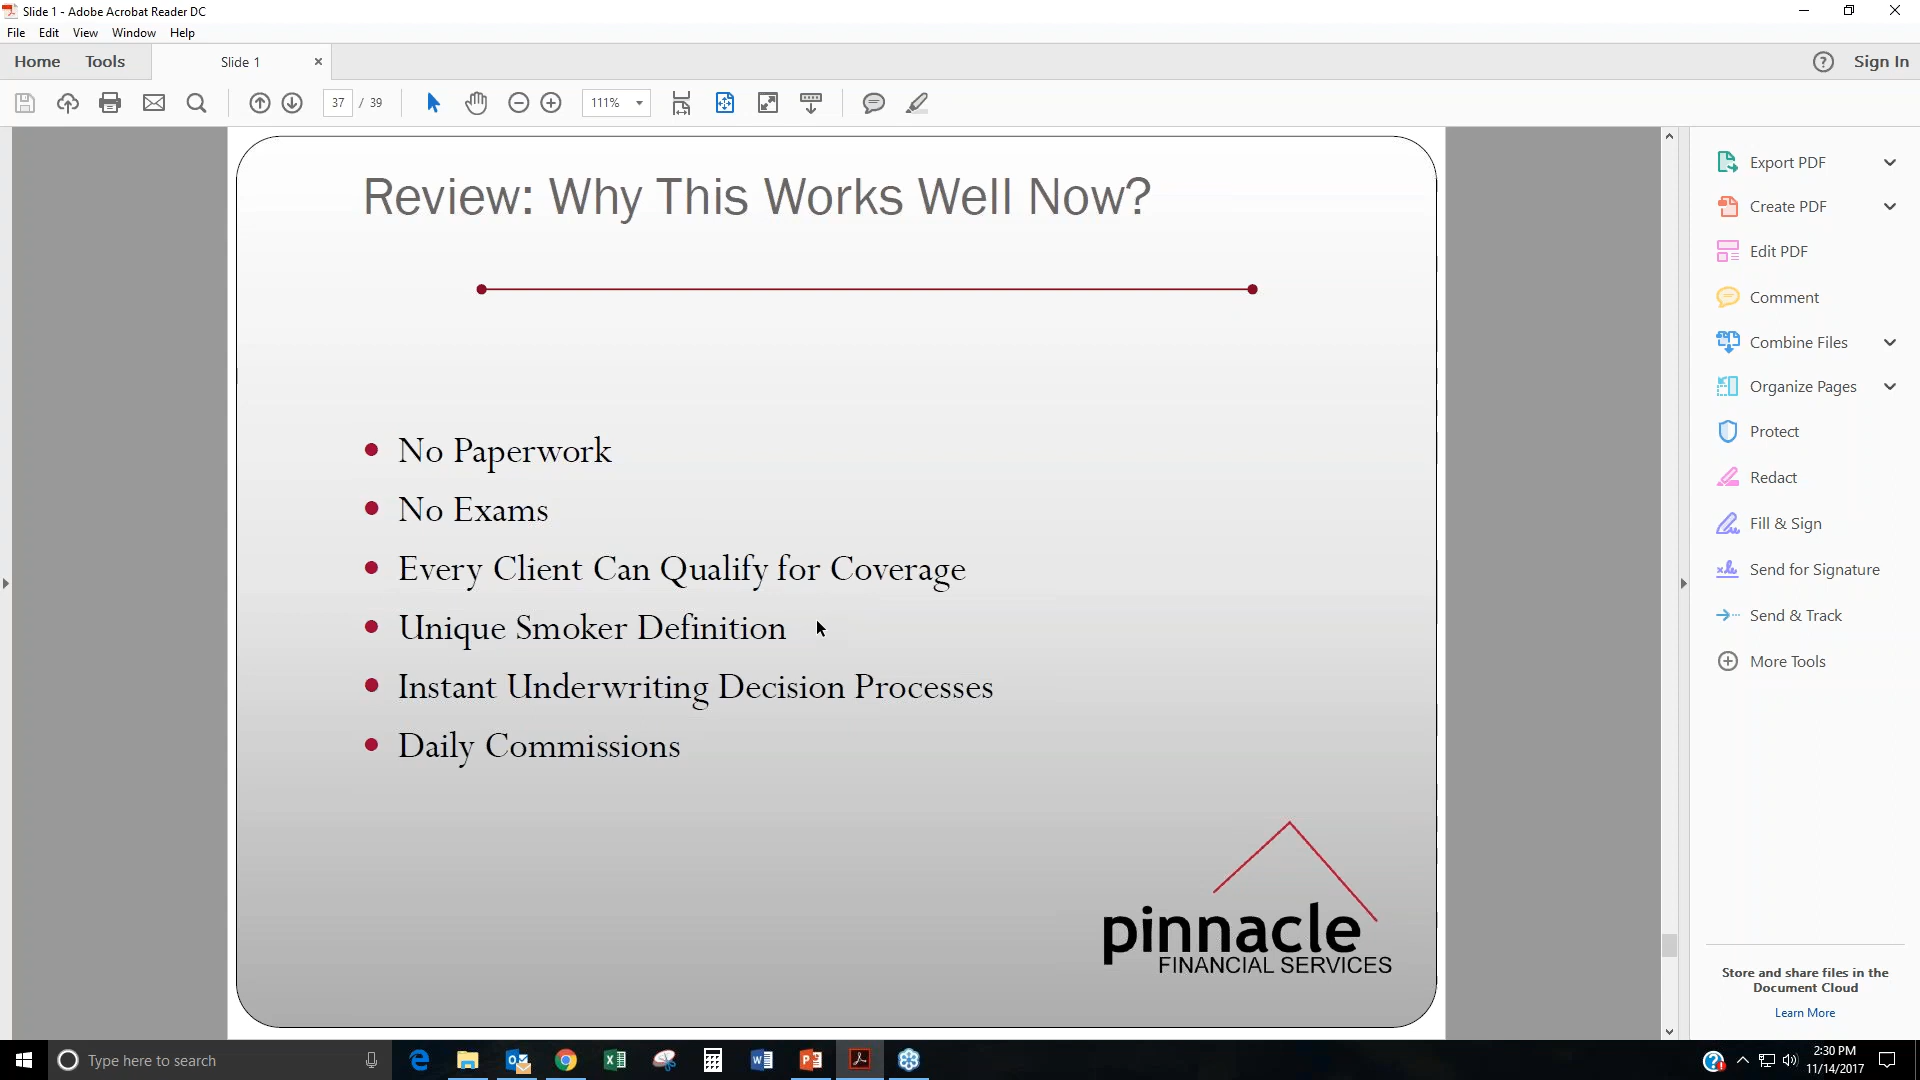 Slide 1 - Adobe Acrobat Reader DC
File Edit View Window Help
Home Tools Slide 1 Sign In
37 / 39 111%
Review: Why This Works Well Now?
No Paperwork
No Exams
Every Client Can Qualify for Coverage
Unique Smoker Definition
Instant Underwriting Decision Processes
Daily Commissions
pinnacle
FINANCIAL SERVICES
Export PDF
Create PDF
Edit PDF
Comment
Combine Files
Organize Pages
Protect
Redact
Fill & Sign
Send for Signature
Send & Track
More Tools
Store and share files in the
Document Cloud
Learn More
Type here to search
2:30 PM
11/14/2017